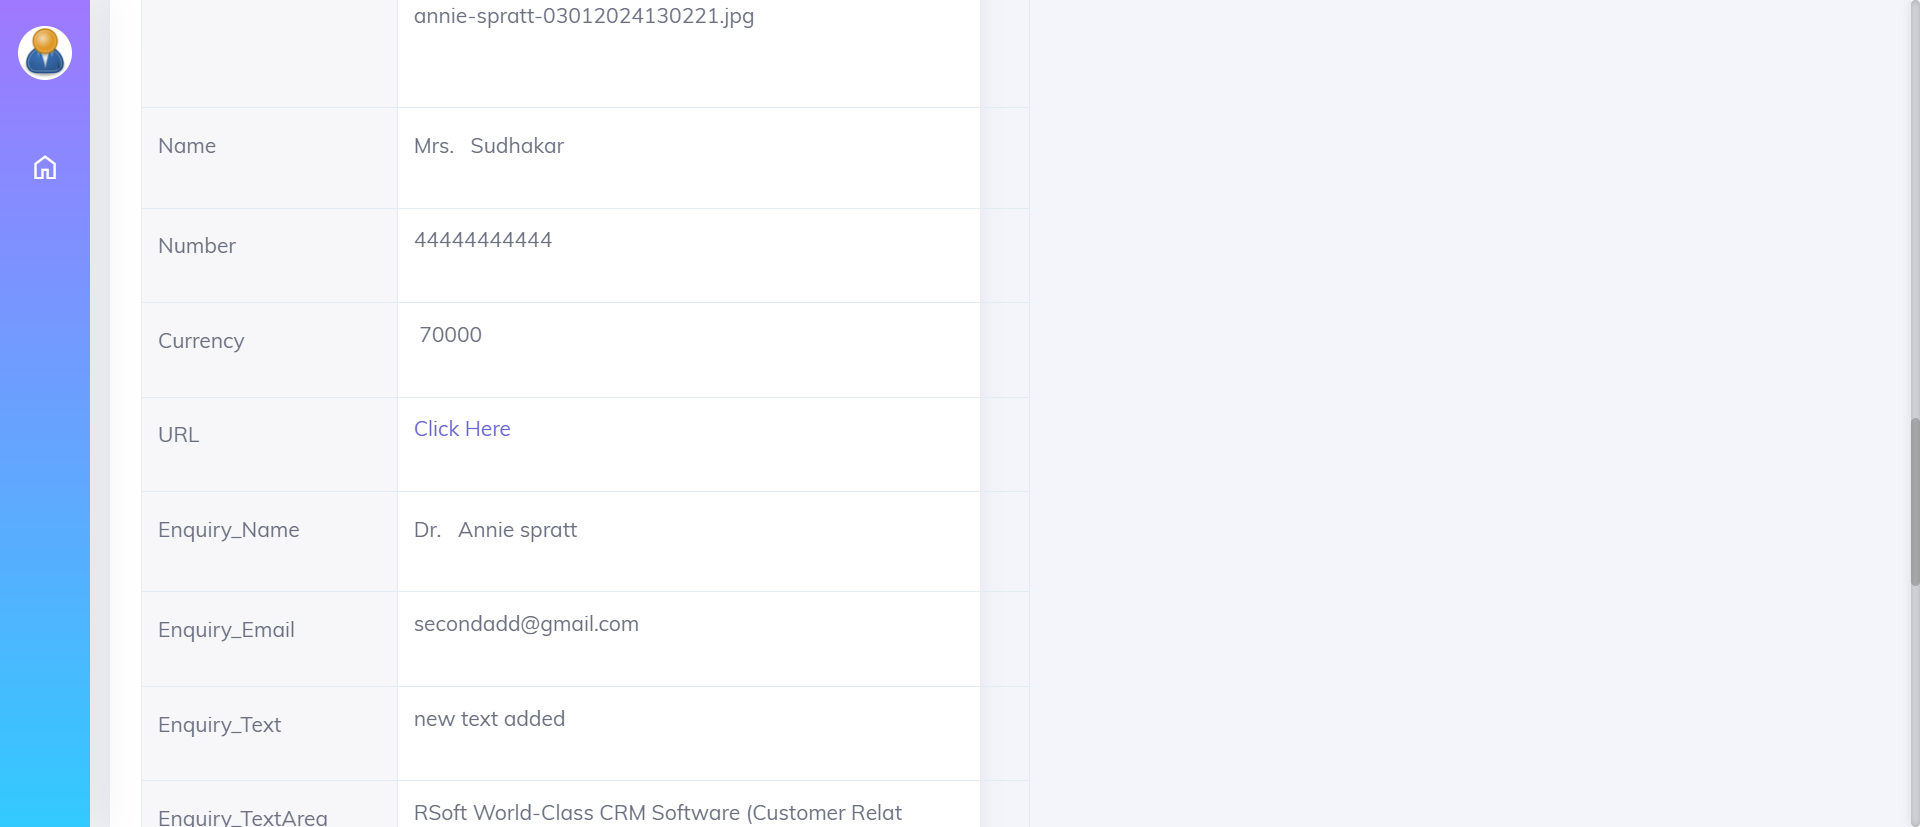 annie-spratt-03012024130221.jpg
Name Mrs. Sudhakar
Number 44444444444
Currency 70000
URL Click Here
Enquiry_Name Dr. Annie spratt
Enquiry_Email secondadd@gmail.com
Enquiry_Text new text added
Enquiry_TextArea RSoft World-Class CRM Software (Customer Relat